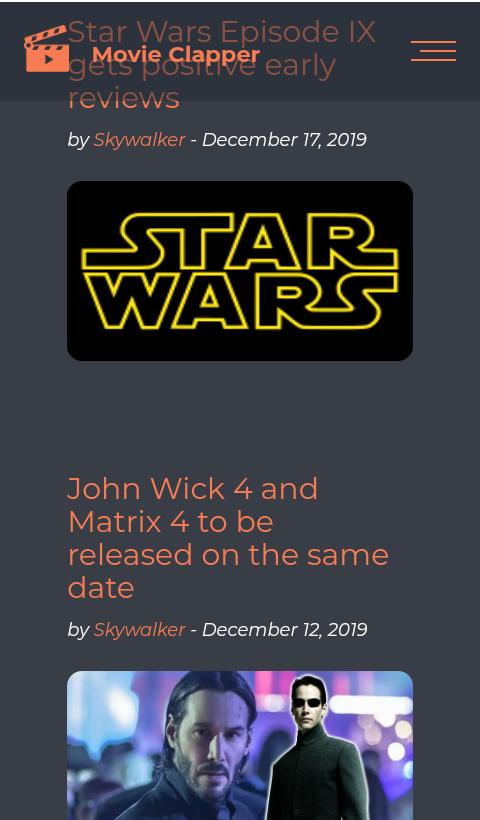 Star Wars Episode IX
Movie Clapper
gets positive early
reviews
by Skywalker - December 17, 2019
STAR
WARS
John Wick 4 and
Matrix 4 to be
released on the same
date
by Skywalker - December 12, 2019